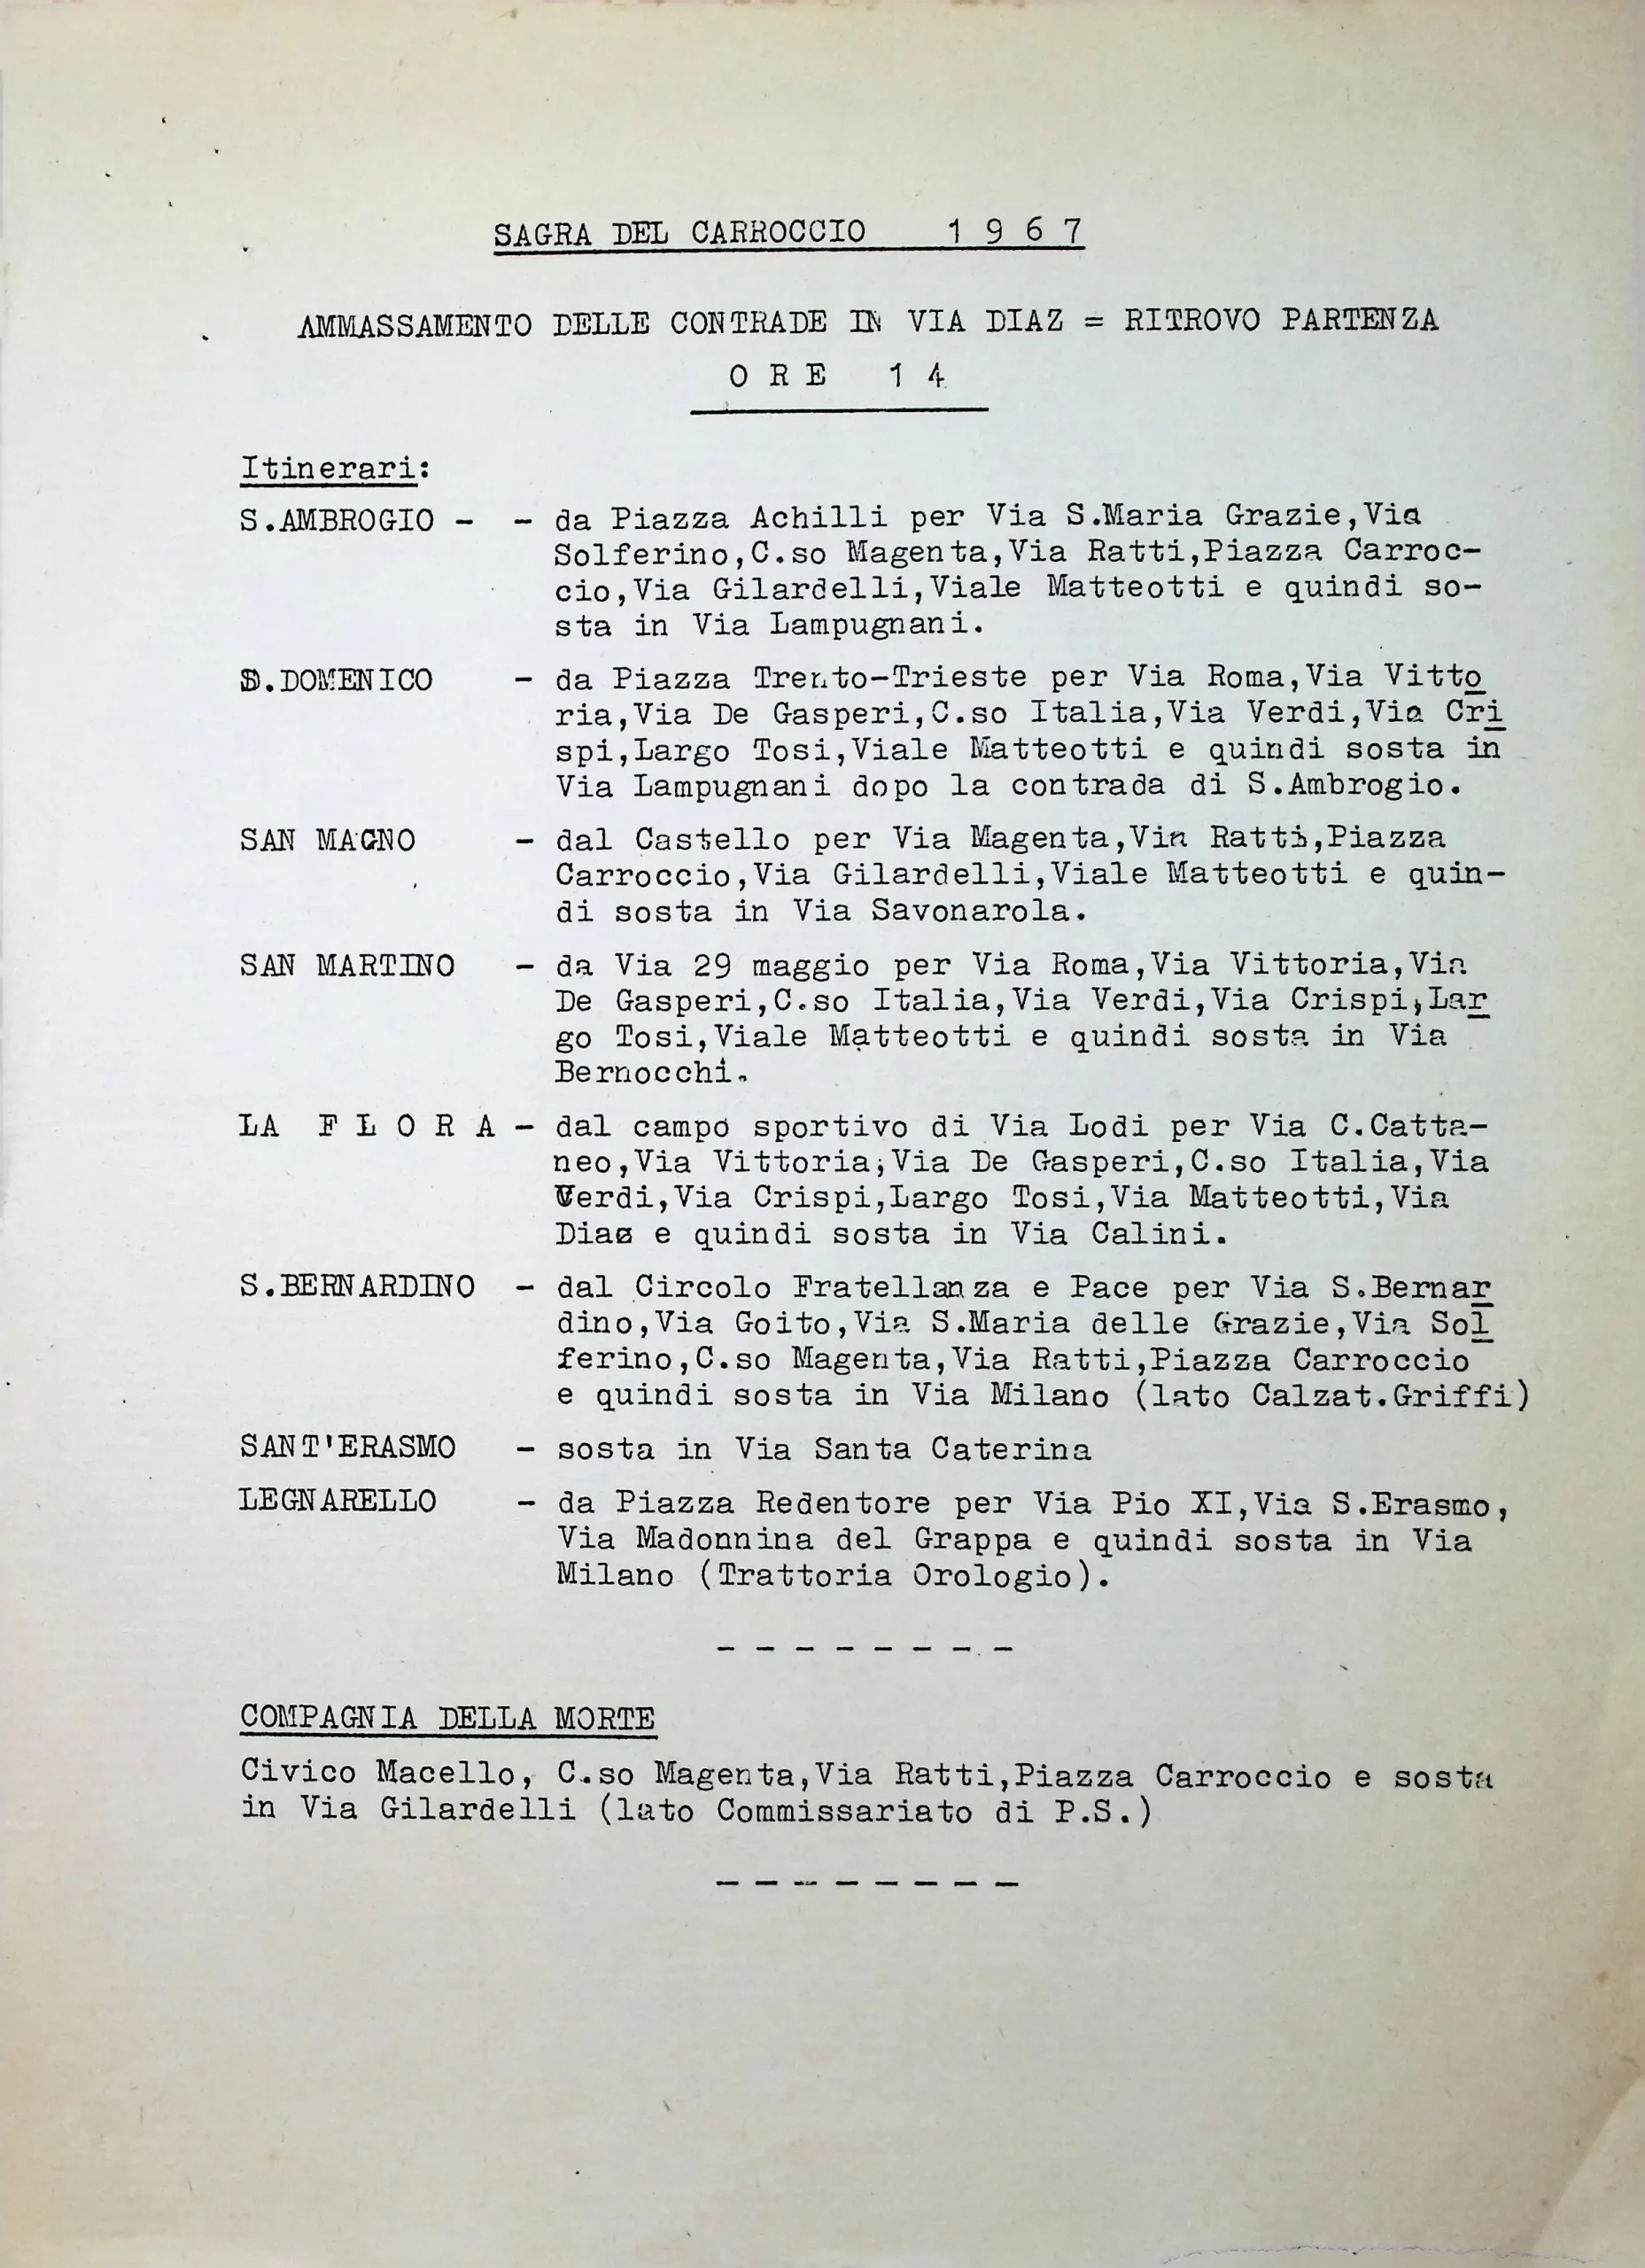 SAGRA DEL CARROCCIO 1 9 6 7
AMMASSAMENTO DELLE CONTRADE IN VIA DIAZ = RITROVO PARTENZA
O R E 1 4
Itinerari:
S.AMBROGIO - - da Piazza Achilli per Via S.Maria Grazie,Via
Solferino,C.so Magenta,Via Ratti,Piazza Carroc-
cio,Via Gilardelli,Viale Matteotti e quindi so-
sta in Via Lampugnani.
S.DOMENICO - da Piazza Trento-Trieste per Via Roma,Via Vitto
ria,Via De Gasperi,C.so Italia,Via Verdi,Via Cri
spi,Largo Tosi,Viale Matteotti e quindi sosta in
Via Lampugnani dopo la contrada di S.Ambrogio.
SAN MAGNO - dal Castello per Via Magenta,Via Ratti,Piazza
Carroccio,Via Gilardelli,Viale Matteotti e quin-
di sosta in Via Savonarola.
SAN MARTINO - da Via 29 maggio per Via Roma,Via Vittoria,Via
De Gasperi,C.so Italia,Via Verdi,Via Crispi,Lar
go Tosi,Viale Matteotti e quindi sosta in Via
Bernocchi.
LA F L O R A - dal campo sportivo di Via Lodi per Via C.Catta-
neo,Via Vittoria,Via De Gasperi,C.so Italia,Via
Verdi,Via Crispi,Largo Tosi,Via Matteotti,Via
Diaz e quindi sosta in Via Calini.
S.BERNARDINO - dal Circolo Fratellanza e Pace per Via S.Bernar
dino,Via Goito,Via S.Maria delle Grazie,Via Sol
ferino,C.so Magenta,Via Ratti,Piazza Carroccio
e quindi sosta in Via Milano (lato Calzat.Griffi)
SANT'ERASMO - sosta in Via Santa Caterina
LEGNARELLO - da Piazza Redentore per Via Pio XI,Via S.Erasmo,
Via Madonnina del Grappa e quindi sosta in Via
Milano (Trattoria Orologio).
- - - - - - - -
COMPAGNIA DELLA MORTE
Civico Macello, C.so Magenta,Via Ratti,Piazza Carroccio e sosta
in Via Gilardelli (lato Commissariato di P.S.)
- - - - - - - -